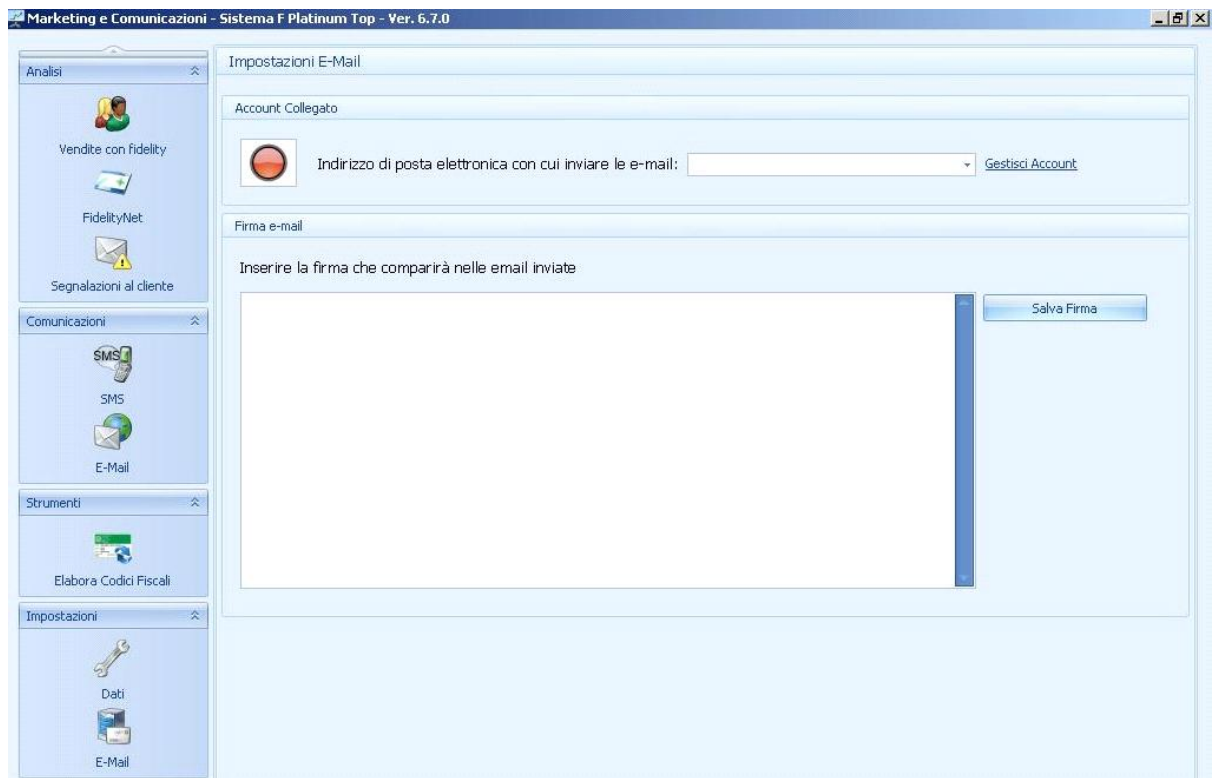 Marketing e Comunicazioni - Sistema F Platinum Top - Ver. 6.7.0
Analisi
Vendite con fidelity
FidelityNet
Segnalazioni al cliente
Comunicazioni
SMS
SMS
E-Mail
Strumenti
Elabora Codici Fiscali
Impostazioni
Dati
E-Mail
Impostazioni E-Mail
Account Collegato
Indirizzo di posta elettronica con cui inviare le e-mail: Gestisci Account
Firma e-mail
Inserire la firma che comparirà nelle email inviate
Salva Firma